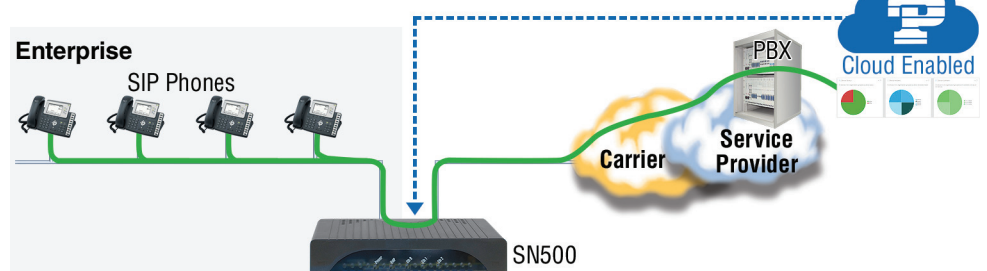 Enterprise
SIP Phones
PBX
Cloud Enabled
Carrier
Service
Provider
SN500